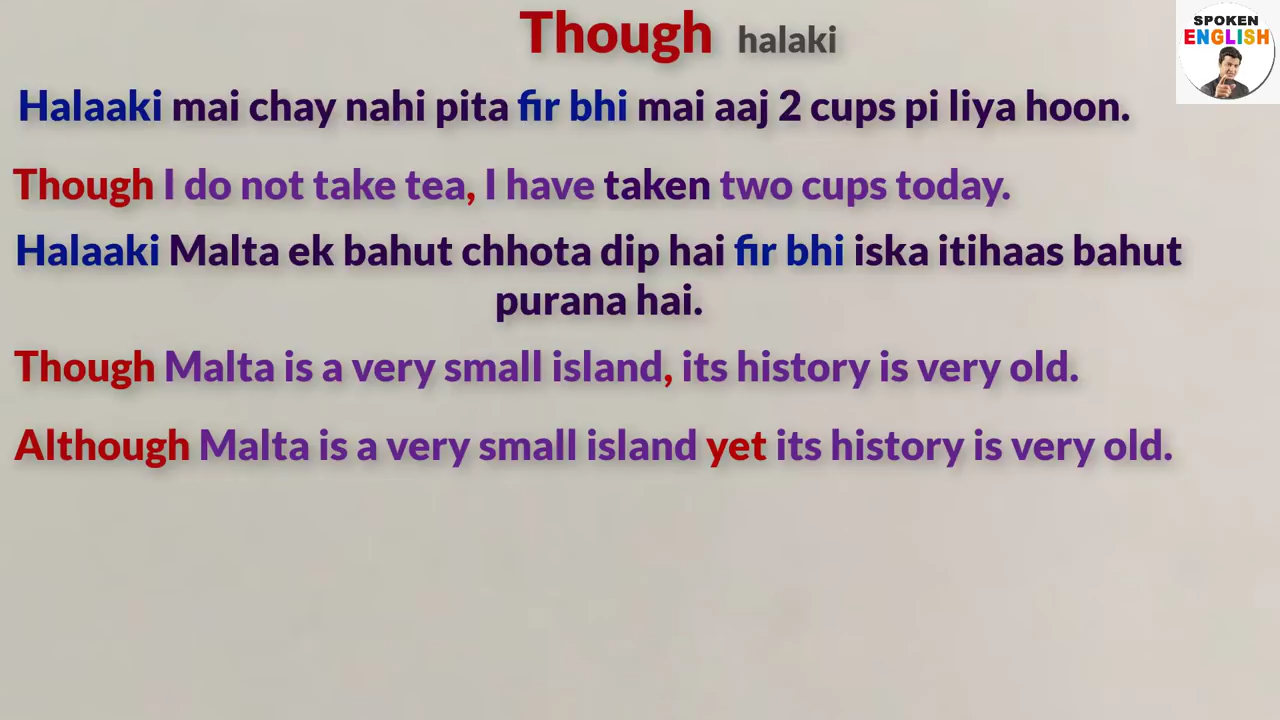 Though halaki
SPOKEN
ENGLISH
Halaaki mai chay nahi pita fir bhi mai aaj 2 cups pi liya hoon.
Though I do not take tea, I have taken two cups today.
Halaaki Malta ek bahut chhota dip hai fir bhi iska itihaas bahut
purana hai.
Though Malta is a very small island, its history is very old.
Although Malta is a very small island yet its history is very old.